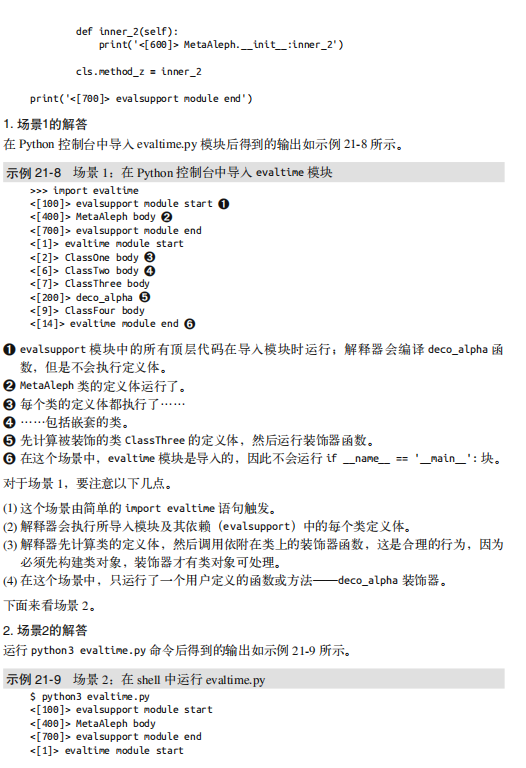 def inner_2(self):
print('<[600]> MetaAleph.__init__:inner_2')
cls.method_z = inner_2
print('<[700]> evalsupport module end')
1. 场景1的解答
在 Python 控制台中导入 evaltime.py 模块后得到的输出如示例 21-8 所示。
示例 21-8 场景 1：在 Python 控制台中导入 evaltime 模块
>>> import evaltime
<[100]> evalsupport module start ❶
<[400]> MetaAleph body ❷
<[700]> evalsupport module end
<[1]> evaltime module start
<[2]> ClassOne body ❸
<[6]> ClassTwo body ❹
<[7]> ClassThree body
<[200]> deco_alpha ❺
<[9]> ClassFour body
<[14]> evaltime module end ❻
❶ evalsupport 模块中的所有顶层代码在导入模块时运行；解释器会编译 deco_alpha 函
数，但是不会执行定义体。
❷ MetaAleph 类的定义体运行了。
❸ 每个类的定义体都执行了……
❹ ……包括嵌套的类。
❺ 先计算被装饰的类 ClassThree 的定义体，然后运行装饰器函数。
❻ 在这个场景中，evaltime 模块是导入的，因此不会运行 if __name__ == '__main__': 块。
对于场景 1，要注意以下几点。
(1) 这个场景由简单的 import evaltime 语句触发。
(2) 解释器会执行所导入模块及其依赖（evalsupport）中的每个类定义体。
(3) 解释器先计算类的定义体，然后调用依附在类上的装饰器函数，这是合理的行为，因为
必须先构建类对象，装饰器才有类对象可处理。
(4) 在这个场景中，只运行了一个用户定义的函数或方法——deco_alpha 装饰器。
下面来看场景 2。
2. 场景2的解答
运行 python3 evaltime.py 命令后得到的输出如示例 21-9 所示。
示例 21-9 场景 2：在 shell 中运行 evaltime.py
$ python3 evaltime.py
<[100]> evalsupport module start
<[400]> MetaAleph body
<[700]> evalsupport module end
<[1]> evaltime module start